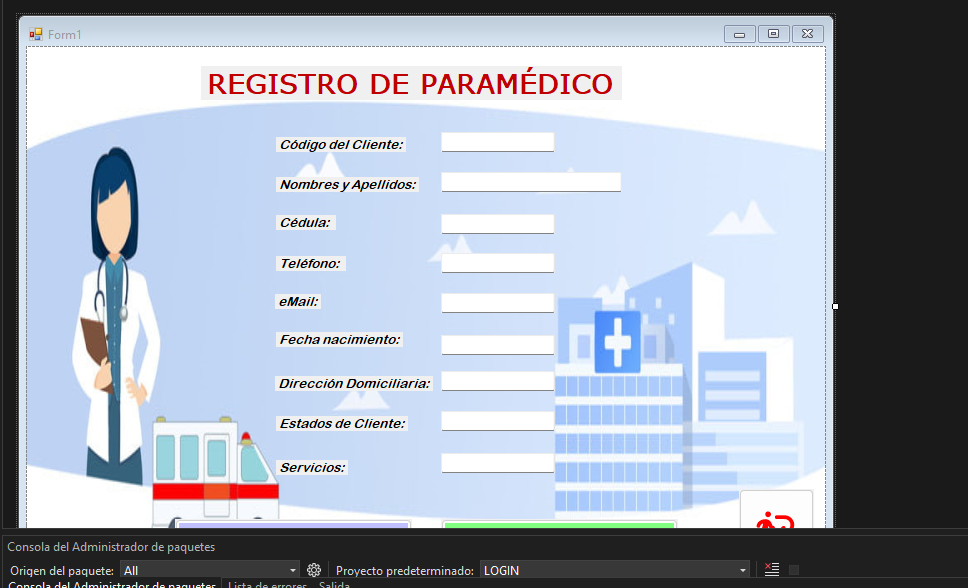 Form1
REGISTRO DE PARAMÉDICO
Código del Cliente:
Nombres y Apellidos:
Cédula:
Teléfono:
eMail:
Fecha nacimiento:
Dirección Domiciliaria:
Estados de Cliente:
Servicios:
Consola del Administrador de paquetes
Origen del paquete: All Proyecto predeterminado: LOGIN
Consola del Administrador de paquetes Lista de errores Salida